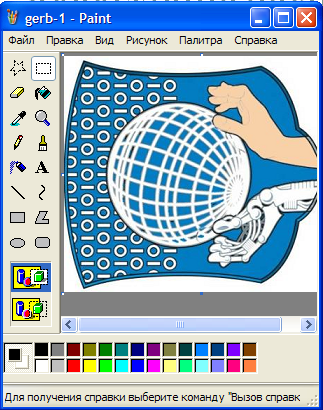 gerb-1 - Paint
Файл Правка Вид Рисунок Палитра Справка
A
Для получения справки выберите команду "Вызов справк